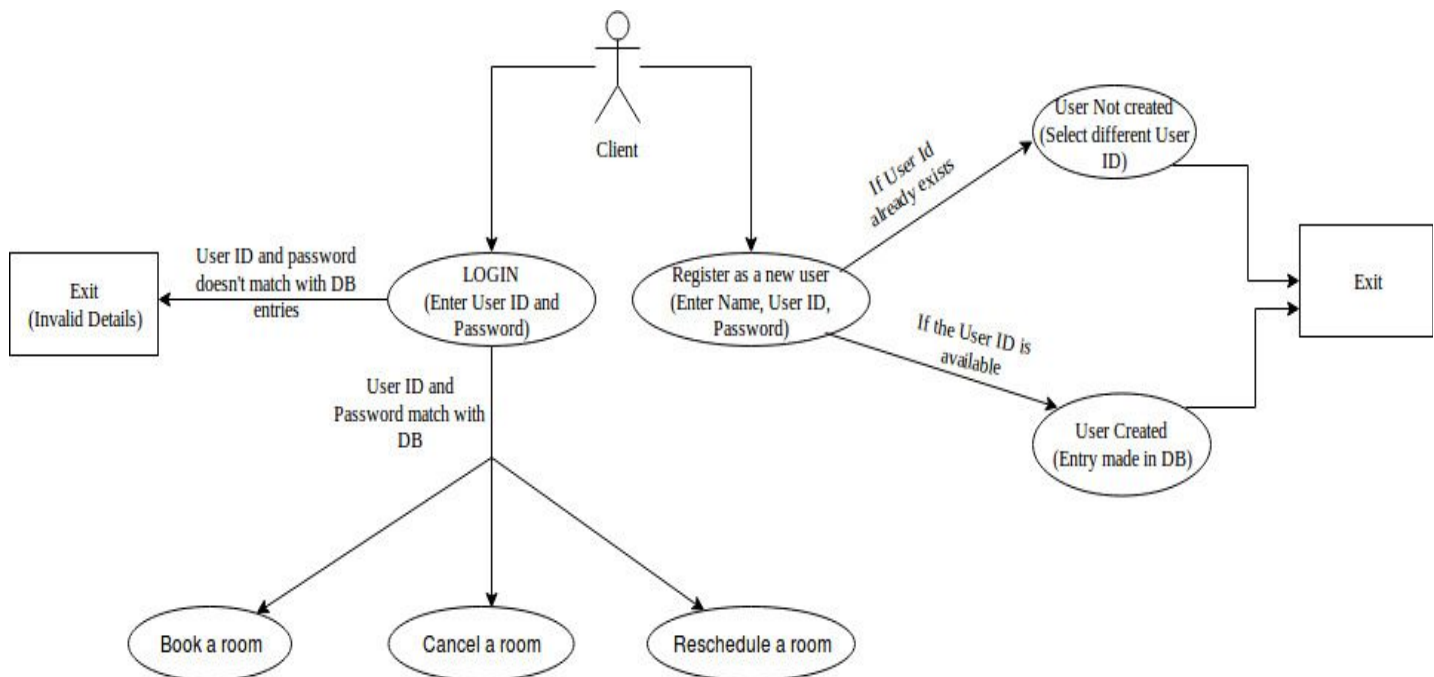 Client
User Not created
(Select different User
ID)
If User Id
already exists
User ID and password
doesn't match with DB
entries
Exit
(Invalid Details)
LOGIN
(Enter User ID and
Password)
Register as a new user
(Enter Name, User ID,
Password)
Exit
If the User ID is
available
User ID and
Password match with
DB
User Created
(Entry made in DB)
Book a room
Cancel a room
Reschedule a room